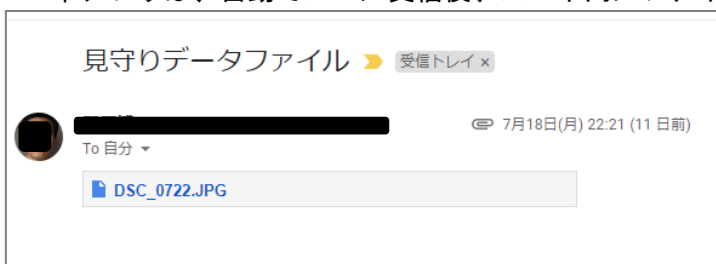 見守りデータファイル 受信トレイ ×
7月18日(月) 22:21 (11 日前)
To 自分
DSC_0722.JPG